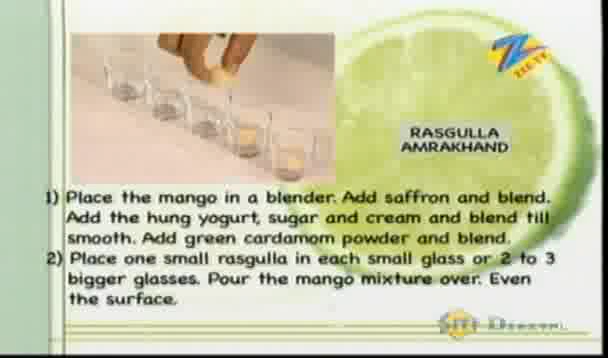 ZEE TV
RASGULLA
AMRAKHAND
1) Place the mango in a blender. Add saffron and blend.
Add the hung yogurt, sugar and cream and blend till
smooth. Add green cardamom powder and blend.
2) Place one small rasgulla in each small glass or 2 to 3
bigger glasses. Pour the mango mixture over. Even
the surface.